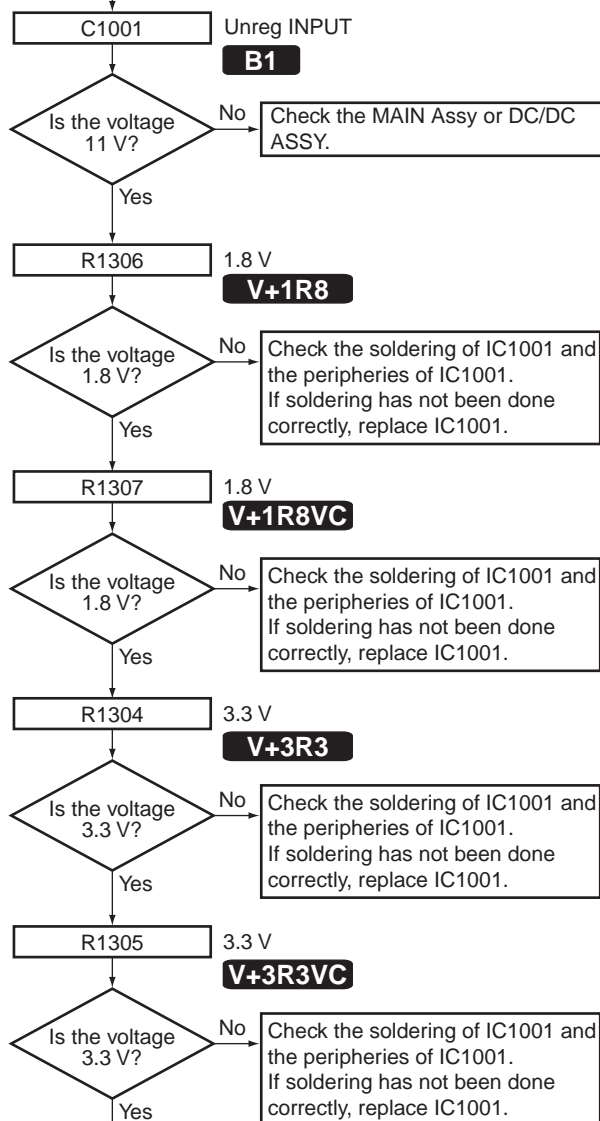 C1001
Unreg INPUT
B1
Is the voltage
11 V?
No
Check the MAIN Assy or DC/DC
ASSY.
Yes
R1306
1.8 V
V+1R8
Is the voltage
1.8 V?
No
Check the soldering of IC1001 and
the peripheries of IC1001.
If soldering has not been done
correctly, replace IC1001.
Yes
R1307
1.8 V
V+1R8VC
Is the voltage
1.8 V?
No
Check the soldering of IC1001 and
the peripheries of IC1001.
If soldering has not been done
correctly, replace IC1001.
Yes
R1304
3.3 V
V+3R3
Is the voltage
3.3 V?
No
Check the soldering of IC1001 and
the peripheries of IC1001.
If soldering has not been done
correctly, replace IC1001.
Yes
R1305
3.3 V
V+3R3VC
Is the voltage
3.3 V?
No
Check the soldering of IC1001 and
the peripheries of IC1001.
If soldering has not been done
correctly, replace IC1001.
Yes